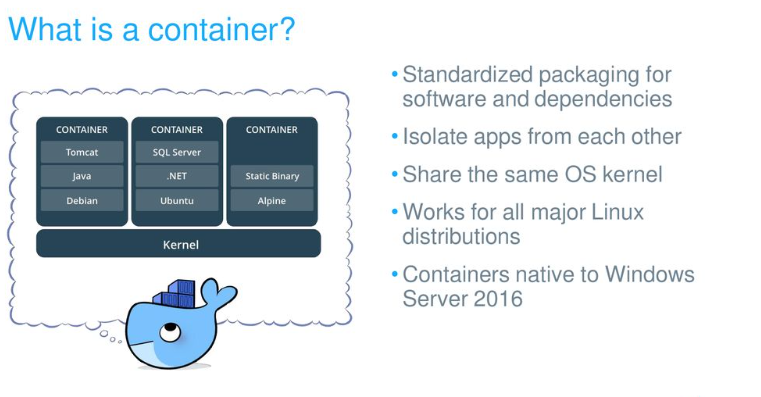 What is a container?
CONTAINER
Tomcat
Java
Debian
CONTAINER
SQL Server
.NET
Ubuntu
CONTAINER
Static Binary
Alpine
Kernel
• Standardized packaging for
software and dependencies
• Isolate apps from each other
• Share the same OS kernel
• Works for all major Linux
distributions
• Containers native to Windows
Server 2016